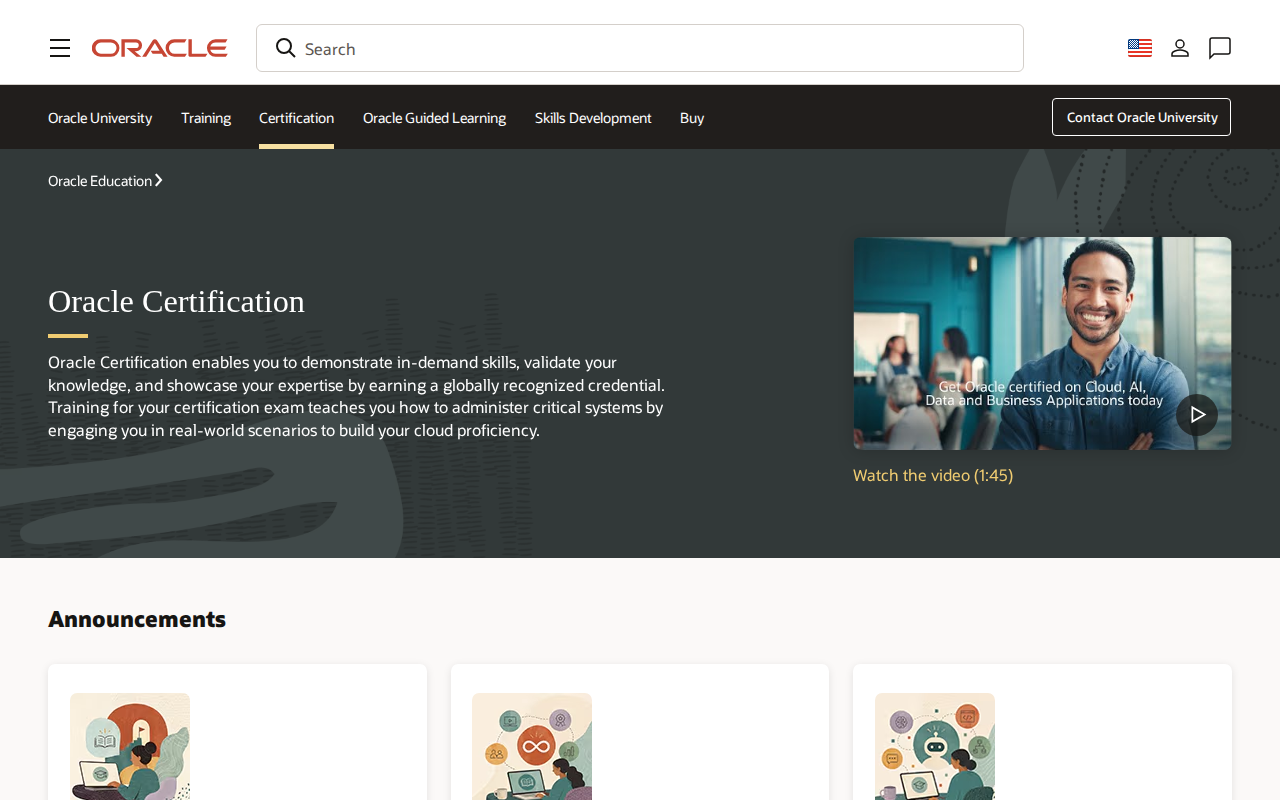 ORACLE
Search
Oracle University
Training
Certification
Oracle Guided Learning
Skills Development
Buy
Contact Oracle University
Oracle Education
Oracle Certification
Oracle Certification enables you to demonstrate in-demand skills, validate your
knowledge, and showcase your expertise by earning a globally recognized credential.
Training for your certification exam teaches you how to administer critical systems by
engaging you in real-world scenarios to build your cloud proficiency.
Get Oracle certified on Cloud, AI,
Data and Business Applications today
Watch the video (1:45)
Announcements